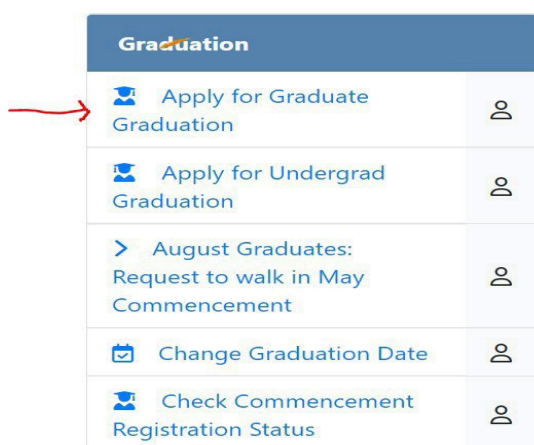 Graduation
Apply for Graduate
Graduation
Apply for Undergrad
Graduation
August Graduates:
Request to walk in May
Commencement
Change Graduation Date
Check Commencement
Registration Status